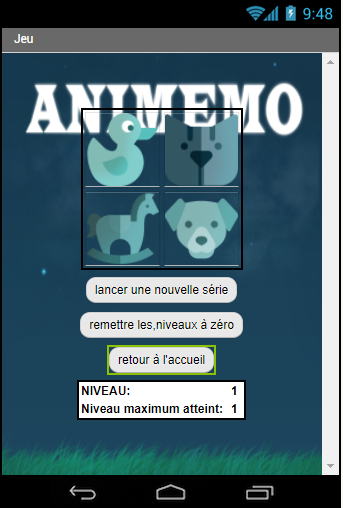 9:48
Jeu
ANIMEMO
lancer une nouvelle série
remettre les,niveaux à zéro
retour à l'accueil
NIVEAU: 1
Niveau maximum atteint: 1